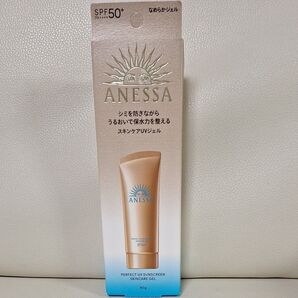 SPF50+
PA++++
なめらかジェル
ANESSA
シミを防ぎながら
うるおいで保水力を整える
スキンケアUVジェル
ANESSA
PERFECT UV SUNSCREEN
SKINCARE GEL
90g